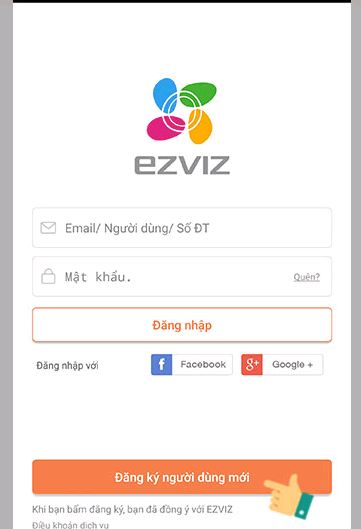 ezviz
Email/ Người dùng/ Số ĐT
Mật khẩu.
Quên?
Đăng nhập
Đăng nhập với
f
Facebook
g+
Google +
Đăng ký người dùng mới
Khi bạn bấm đăng ký, bạn đã đồng ý với EZVIZ
Điều khoản dịch vụ